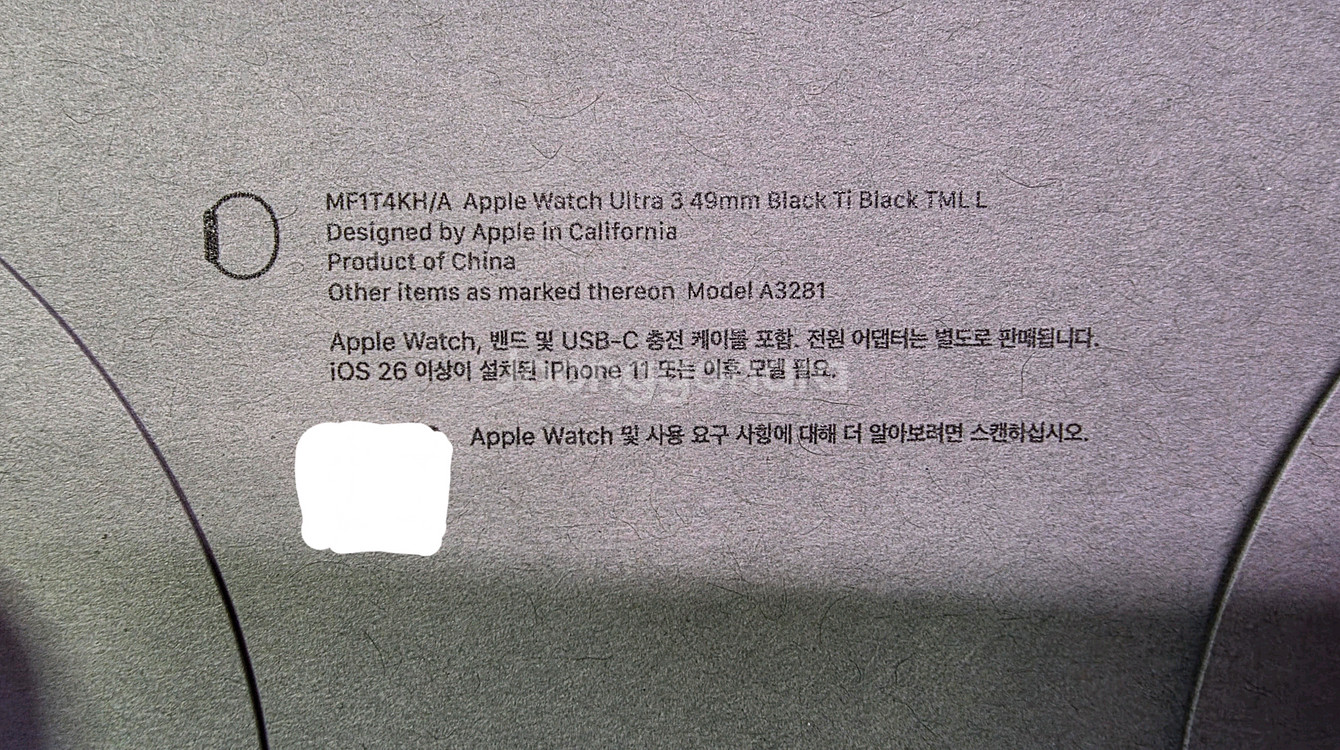 MF1T4KH/A Apple Watch Ultra 3 49mm Black Ti Black TML L
Designed by Apple in California
Product of China
Other items as marked thereon Model A3281
Apple Watch, 밴드 및 USB-C 충전 케이블 포함. 전원 어댑터는 별도로 판매됩니다.
iOS 26 이상이 설치된 iPhone 11 또는 이후 모델 필요.
Apple Watch 및 사용 요구 사항에 대해 더 알아보려면 스캔하십시오.